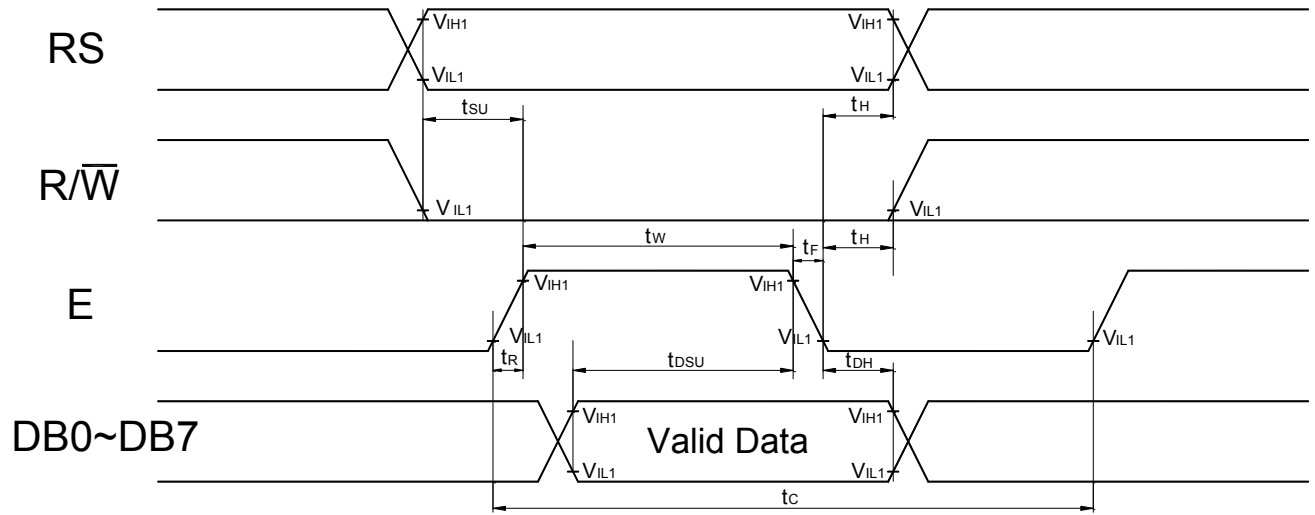 RS
VIH1
VIL1
VIH1
VIL1
tSU
tH
R/W̅
VIL1
VIL1
tW
tF
tH
E
VIH1
VIL1
VIH1
VIL1
VIL1
tR
tDSU
tDH
DB0~DB7
VIH1
VIL1
Valid Data
VIH1
VIL1
tC